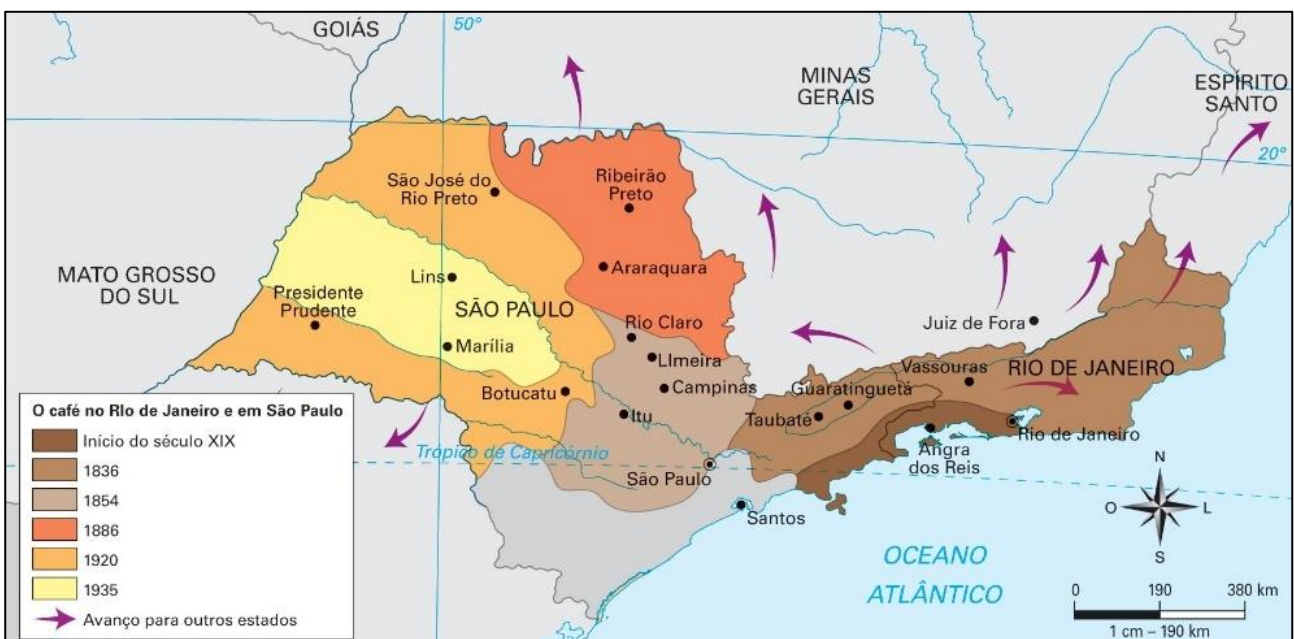 GOIÁS
50°
MINAS
GERAIS
ESPÍRITO
SANTO
20°
São José do
Rio Preto
Ribeirão
Preto
MATO GROSSO
DO SUL
Lins
Araraquara
Presidente
Prudente
SÃO PAULO
Rio Claro
Juiz de Fora
Marília
LImeira
Vassouras
RIO DE JANEIRO
Campinas
Guaratinguetá
Botucatu
Itu
Taubaté
Rio de Janeiro
Angra
dos Reis
Trópico de Capricórnio
São Paulo
Santos
OCEANO
ATLÂNTICO
N
O
L
S
0 190 380 km
1 cm – 190 km
O café no RIo de Janeiro e em São Paulo
Início do século XIX
1836
1854
1886
1920
1935
Avanço para outros estados